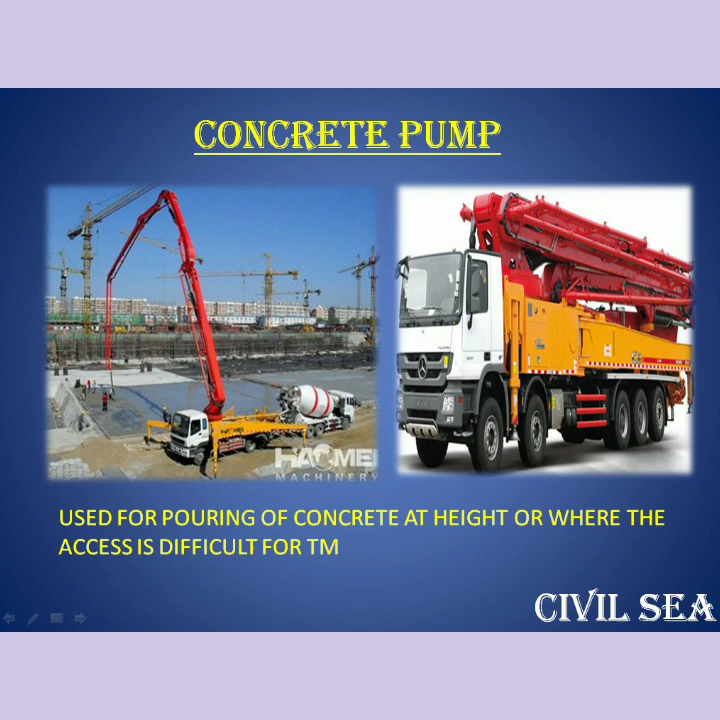 CONCRETE PUMP
HAOMEI
MACHINERY
USED FOR POURING OF CONCRETE AT HEIGHT OR WHERE THE
ACCESS IS DIFFICULT FOR TM
CIVIL SEA